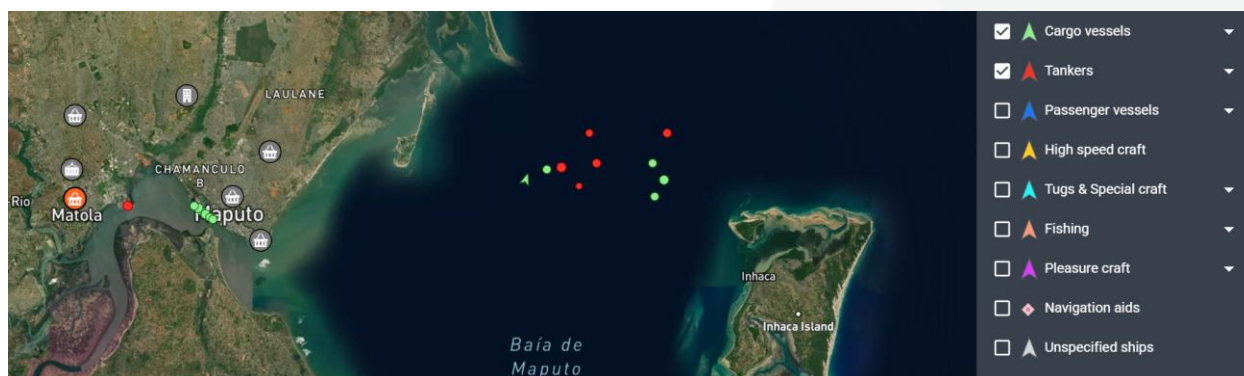 LAULANE
CHAMANCULO
B
-Rio
Matola
Maputo
Inhaca
Inhaca Island
Baía de
Maputo
Cargo vessels
Tankers
Passenger vessels
High speed craft
Tugs & Special craft
Fishing
Pleasure craft
Navigation aids
Unspecified ships